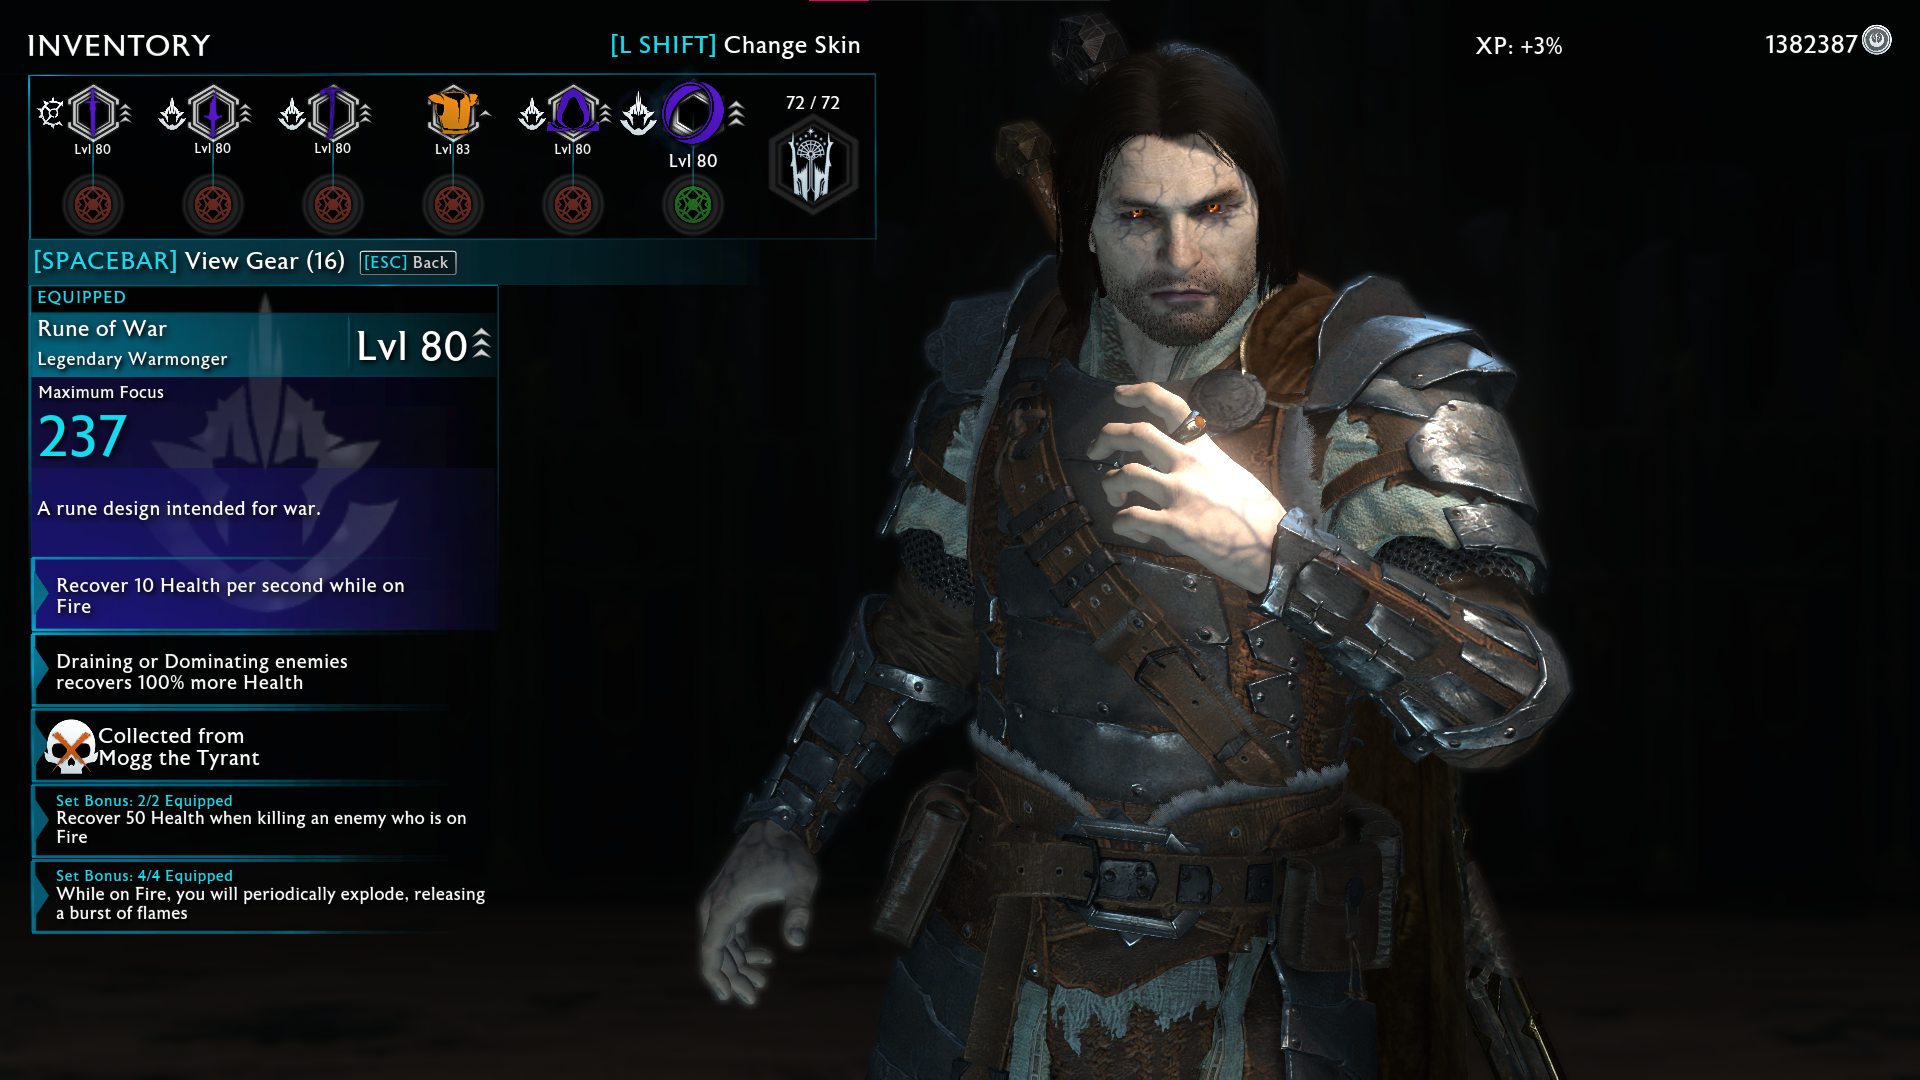 INVENTORY
[L SHIFT] Change Skin
XP: +3%
1382387
Lvl 80
Lvl 80
Lvl 80
Lvl 83
Lvl 80
Lvl 80
72 / 72
[SPACEBAR] View Gear (16) [ESC] Back
EQUIPPED
Rune of War
Legendary Warmonger
Lvl 80
Maximum Focus
237
A rune design intended for war.
Recover 10 Health per second while on
Fire
Draining or Dominating enemies
recovers 100% more Health
Collected from
Mogg the Tyrant
Set Bonus: 2/2 Equipped
Recover 50 Health when killing an enemy who is on
Fire
Set Bonus: 4/4 Equipped
While on Fire, you will periodically explode, releasing
a burst of flames